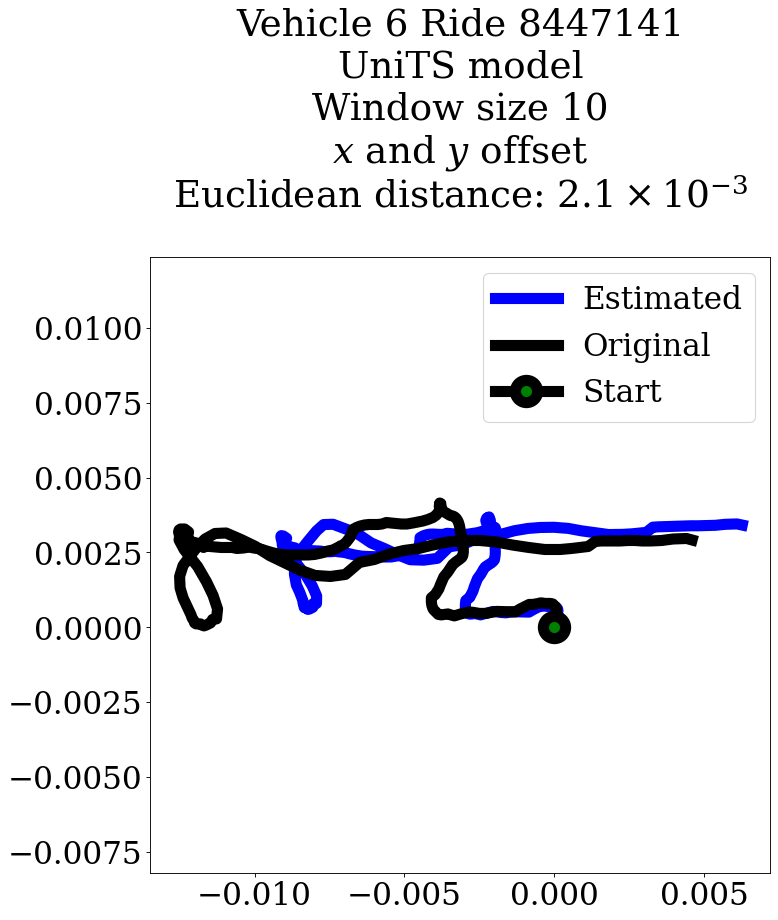 Vehicle 6 Ride 8447141
UniTS model
Window size 10
x and y offset
Euclidean distance: 2.1 × 10⁻³
Estimated
Original
Start
0.0100
0.0075
0.0050
0.0025
0.0000
−0.0025
−0.0050
−0.0075
−0.010 −0.005 0.000 0.005